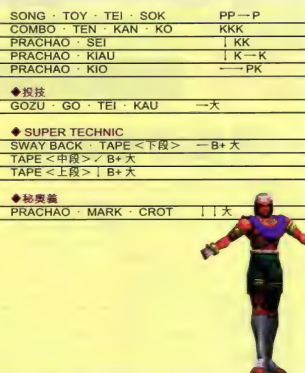 SONG · TOY · TEI · SOK PP→P
COMBO · TEN · KAN · KO KKK
PRACHAO · SEI ↓KK
PRACHAO · KIAU ↓K→K
PRACHAO · KIO ←→PK
◆投技
GOZU · GO · TEI · KAU →大
◆ SUPER TECHNIC
SWAY BACK · TAPE <下段> ←B+大
TAPE <中段>↙B+大
TAPE <上段>↓B+大
◆秘奥義
PRACHAO · MARK · CROT ↓↓大